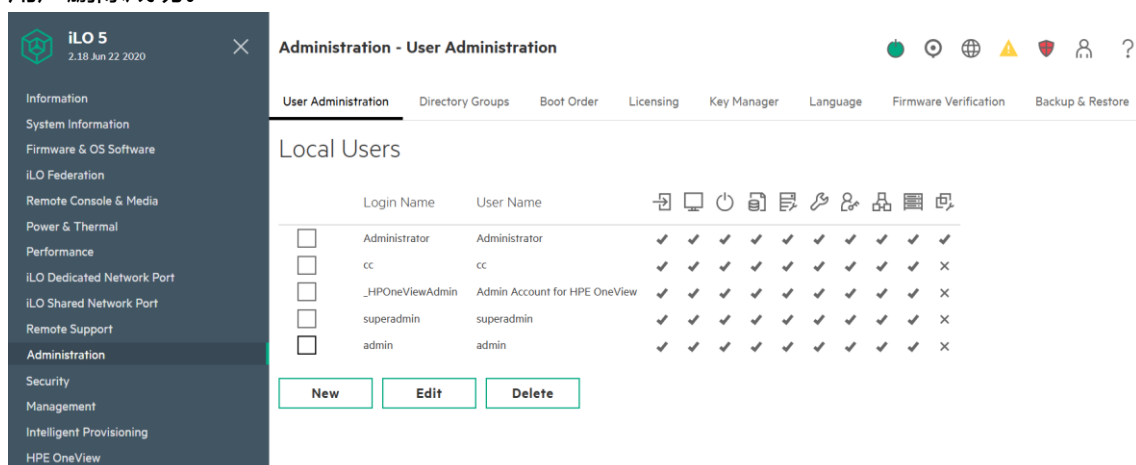 iLO 5
2.18 Jun 22 2020
Administration - User Administration
?
User Administration Directory Groups Boot Order Licensing Key Manager Language Firmware Verification Backup & Restore
Information
System Information
Firmware & OS Software
iLO Federation
Remote Console & Media
Power & Thermal
Performance
iLO Dedicated Network Port
iLO Shared Network Port
Remote Support
Administration
Security
Management
Intelligent Provisioning
HPE OneView
Local Users
Login Name User Name
Administrator Administrator
cc cc
_HPOneViewAdmin Admin Account for HPE OneView
superadmin superadmin
admin admin
New Edit Delete